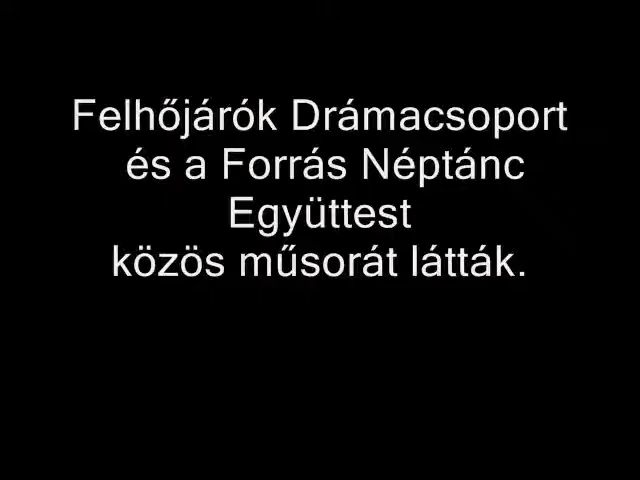 Felhőjárók Drámacsoport
és a Forrás Néptánc
Együttest
közös műsorát látták.